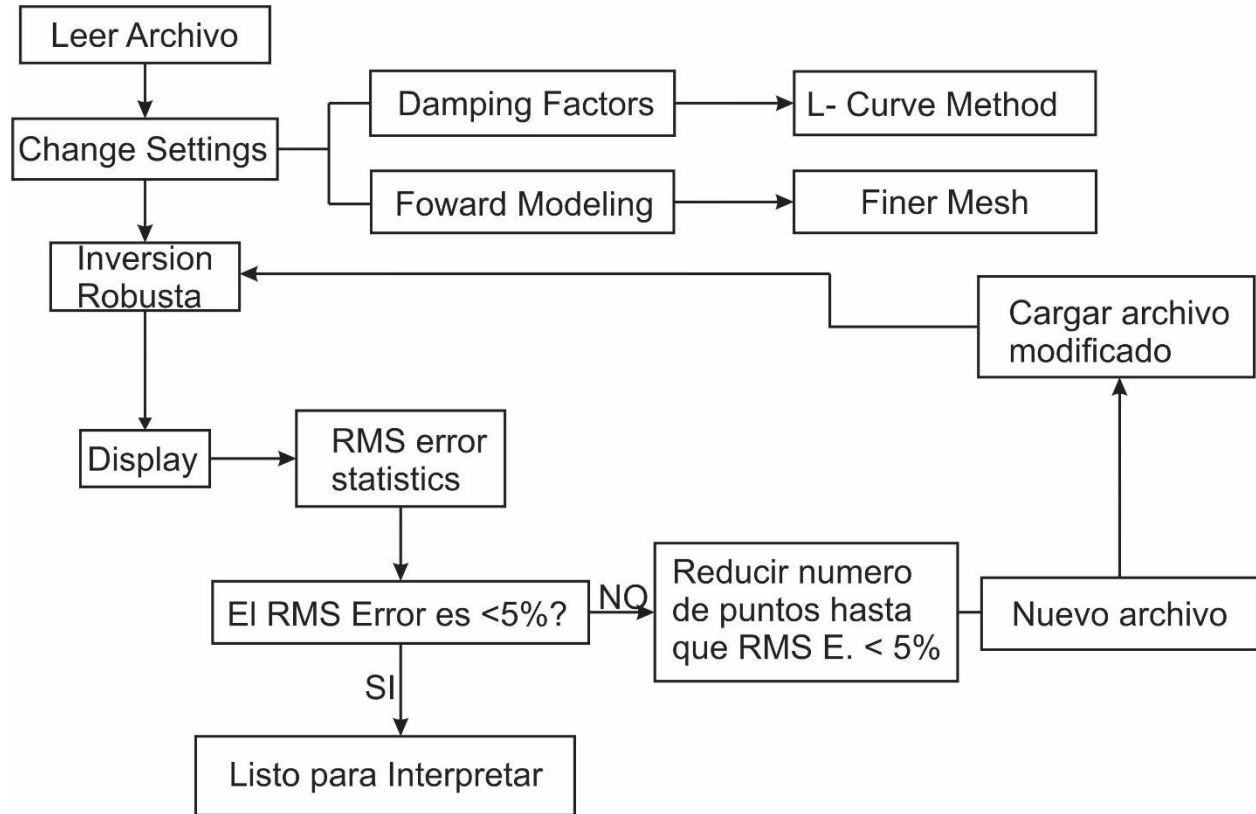 Leer Archivo
Damping Factors
L- Curve Method
Change Settings
Foward Modeling
Finer Mesh
Inversion
Robusta
Cargar archivo
modificado
Display
RMS error
statistics
El RMS Error es <5%?
NO
Reducir numero
de puntos hasta
que RMS E. < 5%
Nuevo archivo
SI
Listo para Interpretar